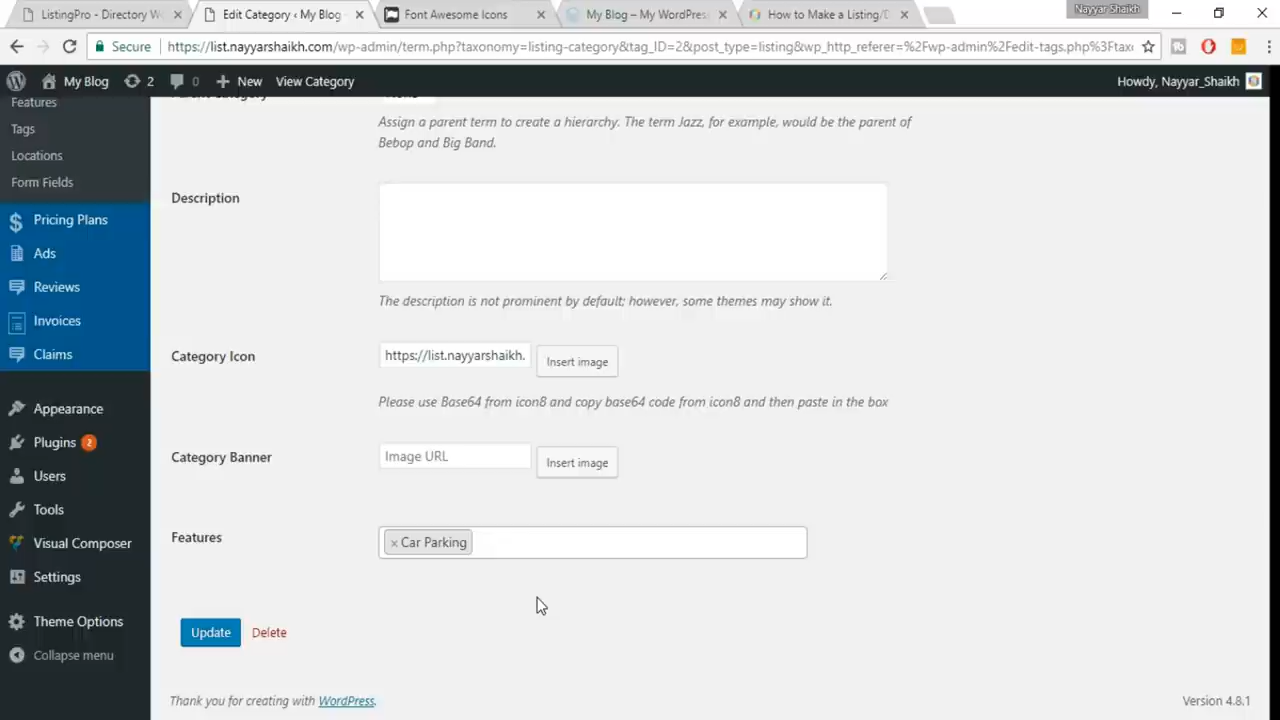 ListingPro - Directory W
Edit Category ‹ My Blog
Font Awesome Icons
My Blog – My WordPress
How to Make a Listing/D
Nayyar Shaikh
Secure
https://list.nayyarshaikh.com/wp-admin/term.php?taxonomy=listing-category&tag_ID=2&post_type=listing&wp_http_referer=%2Fwp-admin%2Fedit-tags.php%3Ftaxc
My Blog
2
0
New
View Category
Howdy, Nayyar_Shaikh
Features
Tags
Locations
Form Fields
Pricing Plans
Ads
Reviews
Invoices
Claims
Appearance
Plugins 2
Users
Tools
Visual Composer
Settings
Theme Options
Collapse menu
Parent Category
Assign a parent term to create a hierarchy. The term Jazz, for example, would be the parent of
Bebop and Big Band.
Description
The description is not prominent by default; however, some themes may show it.
Category Icon
https://list.nayyarshaikh.
Insert image
Please use Base64 from icon8 and copy base64 code from icon8 and then paste in the box
Category Banner
Image URL
Insert image
Features
× Car Parking
Update
Delete
Thank you for creating with WordPress.
Version 4.8.1